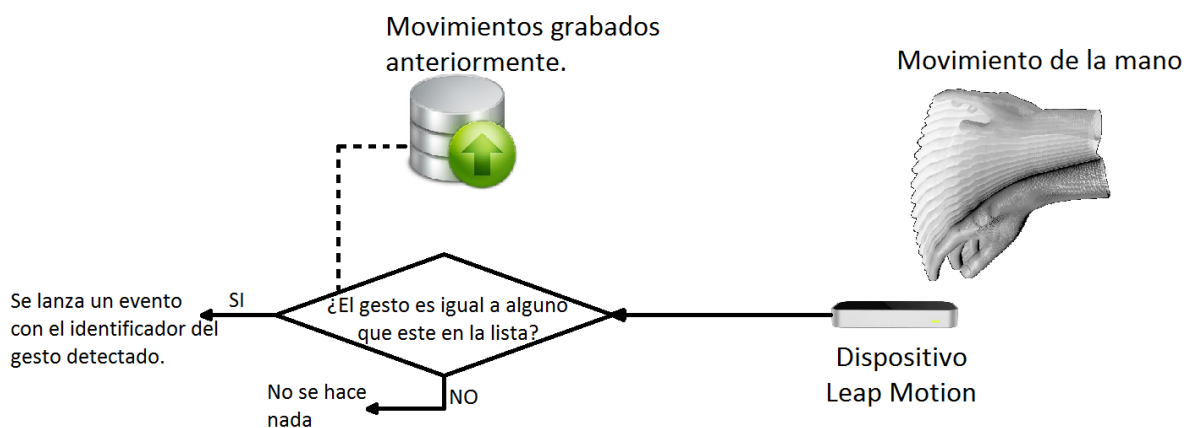 Movimientos grabados
anteriormente.
Movimiento de la mano
Se lanza un evento
con el identificador del
gesto detectado.
SI
¿El gesto es igual a alguno
que este en la lista?
Dispositivo
Leap Motion
No se hace
nada
NO